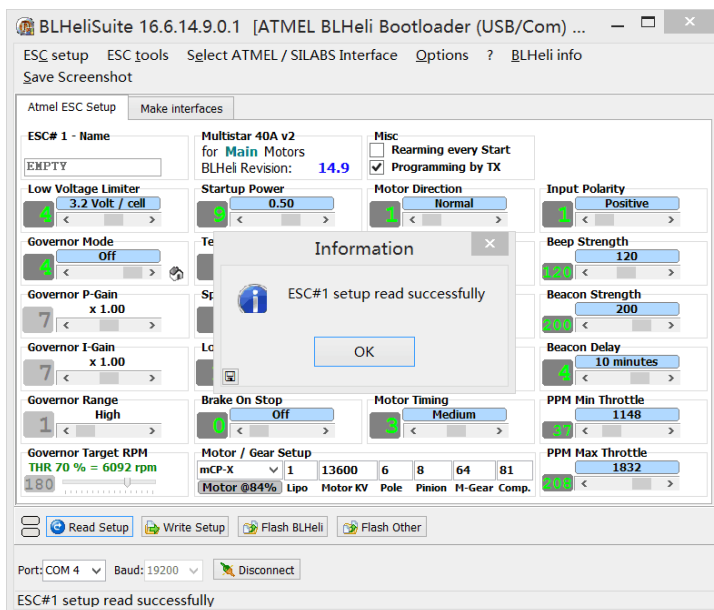 BLHeliSuite 16.6.14.9.0.1 [ATMEL BLHeli Bootloader (USB/Com) ...
ESC setup ESC tools Select ATMEL / SILABS Interface Options ? BLHeli info
Save Screenshot
Atmel ESC Setup Make interfaces
ESC# 1 - Name
EMPTY
Multistar 40A v2
for Main Motors
BLHeli Revision: 14.9
Misc
Rearming every Start
Programming by TX
Low Voltage Limiter
4 3.2 Volt / cell
Startup Power
9 0.50
Motor Direction
1 Normal
Input Polarity
1 Positive
Governor Mode
4 Off
Te
Beep Strength
120 120
Governor P-Gain
7 x 1.00
Sp
Beacon Strength
200 200
Governor I-Gain
7 x 1.00
Lo
Beacon Delay
4 10 minutes
Information
ESC#1 setup read successfully
OK
Governor Range
1 High
Brake On Stop
0 Off
Motor Timing
3 Medium
PPM Min Throttle
37 1148
Governor Target RPM
THR 70 % = 6092 rpm
180
Motor / Gear Setup
mCP-X 1 13600 6 8 64 81
Motor @84% Lipo Motor KV Pole Pinion M-Gear Comp.
PPM Max Throttle
208 1832
Read Setup Write Setup Flash BLHeli Flash Other
Port: COM 4 Baud: 19200 Disconnect
ESC#1 setup read successfully